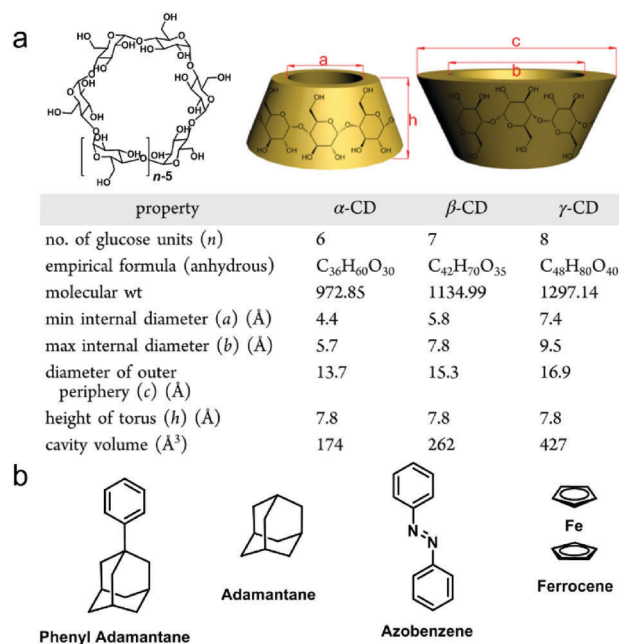 a
a
c
b
h
n-5
property α-CD β-CD γ-CD
no. of glucose units (n) 6 7 8
empirical formula (anhydrous) C₃₆H₆₀O₃₀ C₄₂H₇₀O₃₅ C₄₈H₈₀O₄₀
molecular wt 972.85 1134.99 1297.14
min internal diameter (a) (Å) 4.4 5.8 7.4
max internal diameter (b) (Å) 5.7 7.8 9.5
diameter of outer
periphery (c) (Å) 13.7 15.3 16.9
height of torus (h) (Å) 7.8 7.8 7.8
cavity volume (Å³) 174 262 427
b
N
N
Fe
Phenyl Adamantane
Adamantane
Azobenzene
Ferrocene